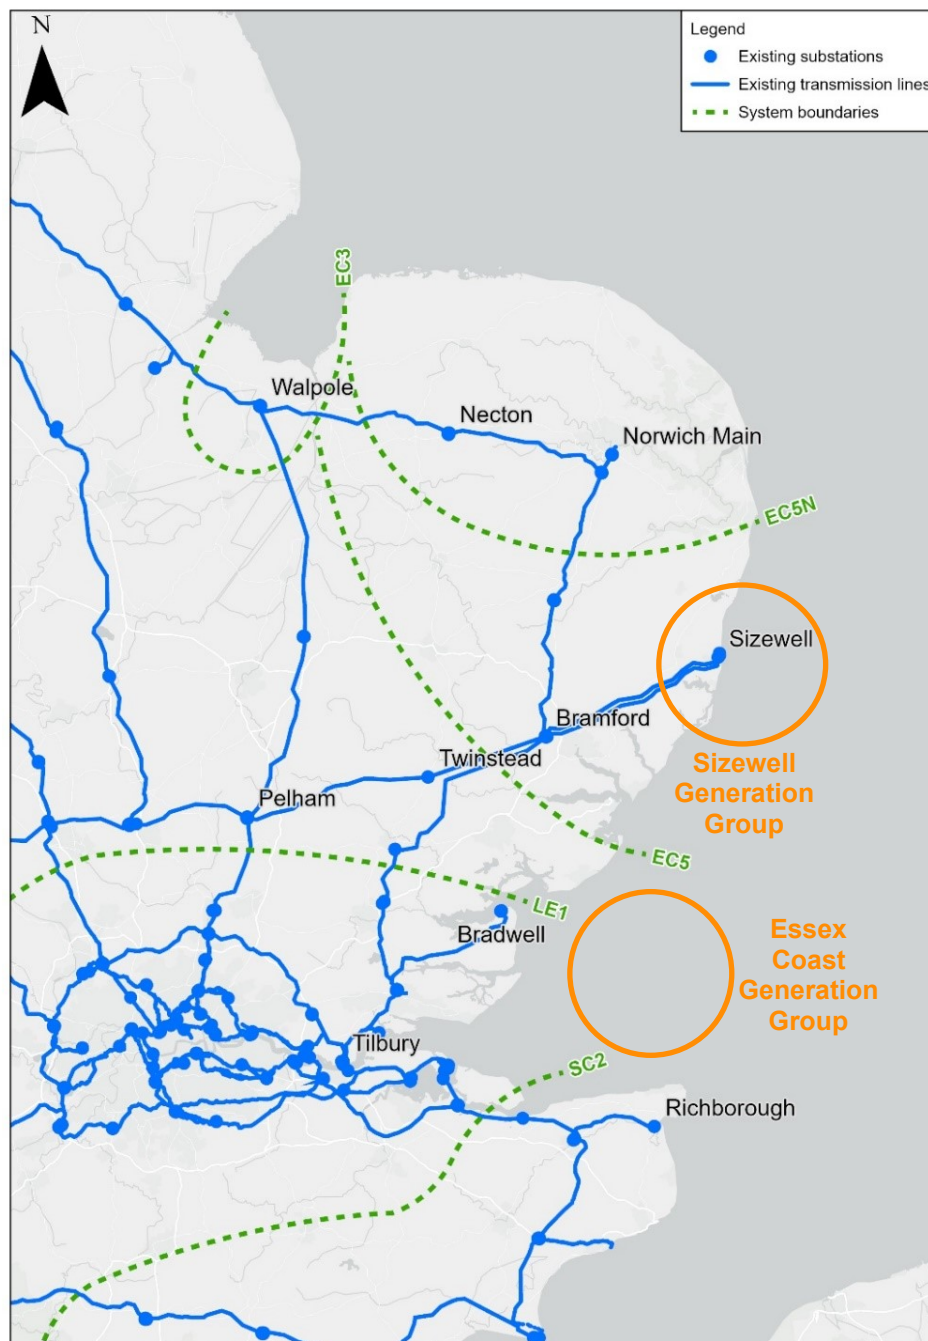 N
Legend
Existing substations
Existing transmission lines
System boundaries
EC3
Walpole
Necton
Norwich Main
EC5N
Sizewell
Bramford
Twinstead
Sizewell
Generation
Group
Pelham
EC5
LE1
Bradwell
Essex
Coast
Generation
Group
Tilbury
SC2
Richborough